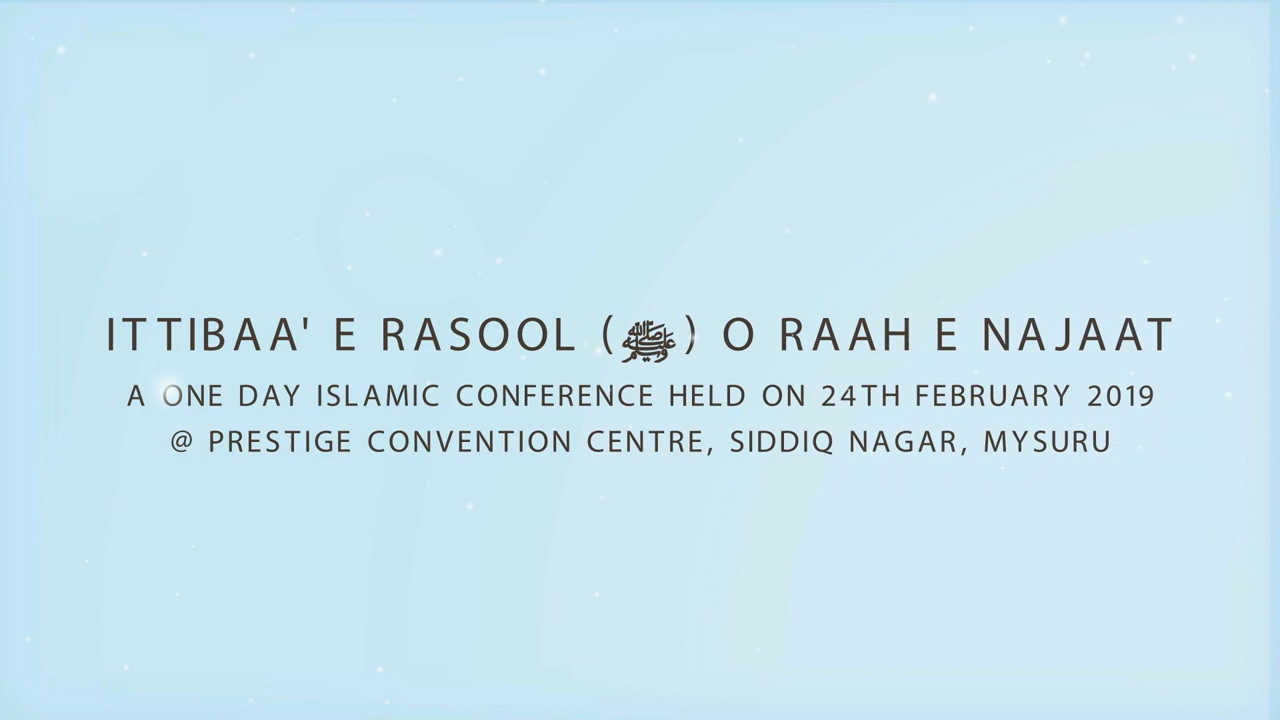 ITTIBAA' E RASOOL (ﷺ) O RAAH E NAJAAT
A ONE DAY ISLAMIC CONFERENCE HELD ON 24TH FEBRUARY 2019
@ PRESTIGE CONVENTION CENTRE, SIDDIQ NAGAR, MYSURU